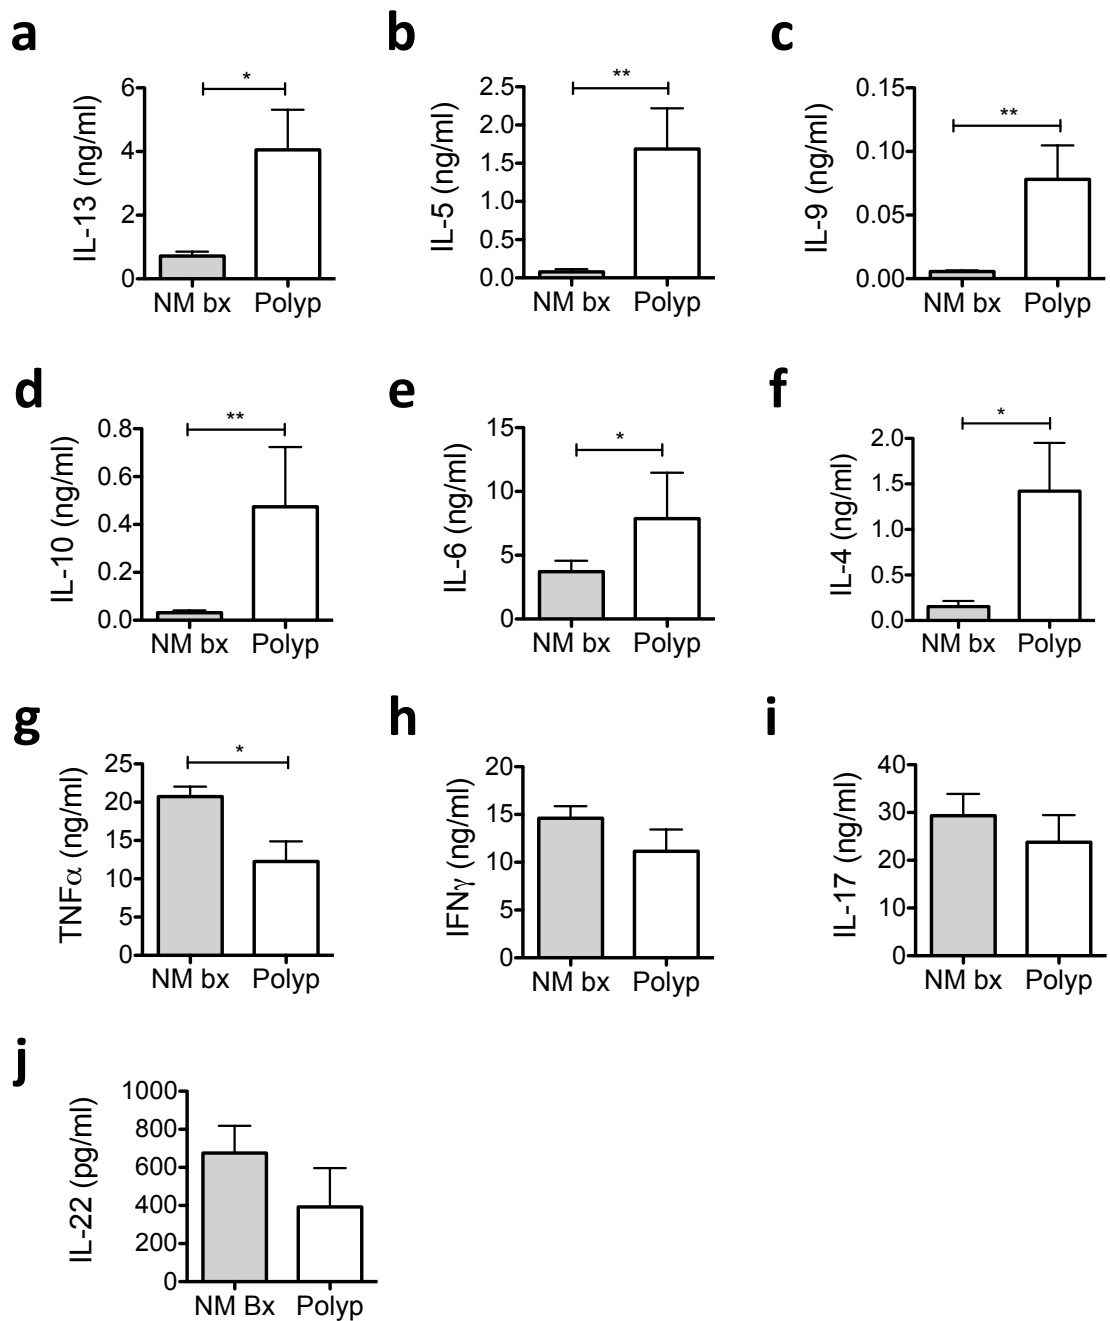 a
IL-13 (ng/ml)
6
4
2
0
*
NM bx Polyp
b
IL-5 (ng/ml)
2.5
2.0
1.5
1.0
0.5
0.0
**
NM bx Polyp
c
IL-9 (ng/ml)
0.15
0.10
0.05
0.00
**
NM bx Polyp
d
IL-10 (ng/ml)
0.8
0.6
0.4
0.2
0.0
**
NM bx Polyp
e
IL-6 (ng/ml)
15
10
5
0
*
NM bx Polyp
f
IL-4 (ng/ml)
2.0
1.5
1.0
0.5
0.0
*
NM bx Polyp
g
TNFα (ng/ml)
25
20
15
10
5
0
*
NM bx Polyp
h
IFNγ (ng/ml)
20
15
10
5
0
NM bx Polyp
i
IL-17 (ng/ml)
40
30
20
10
0
NM bx Polyp
j
IL-22 (pg/ml)
1000
800
600
400
200
0
NM Bx Polyp